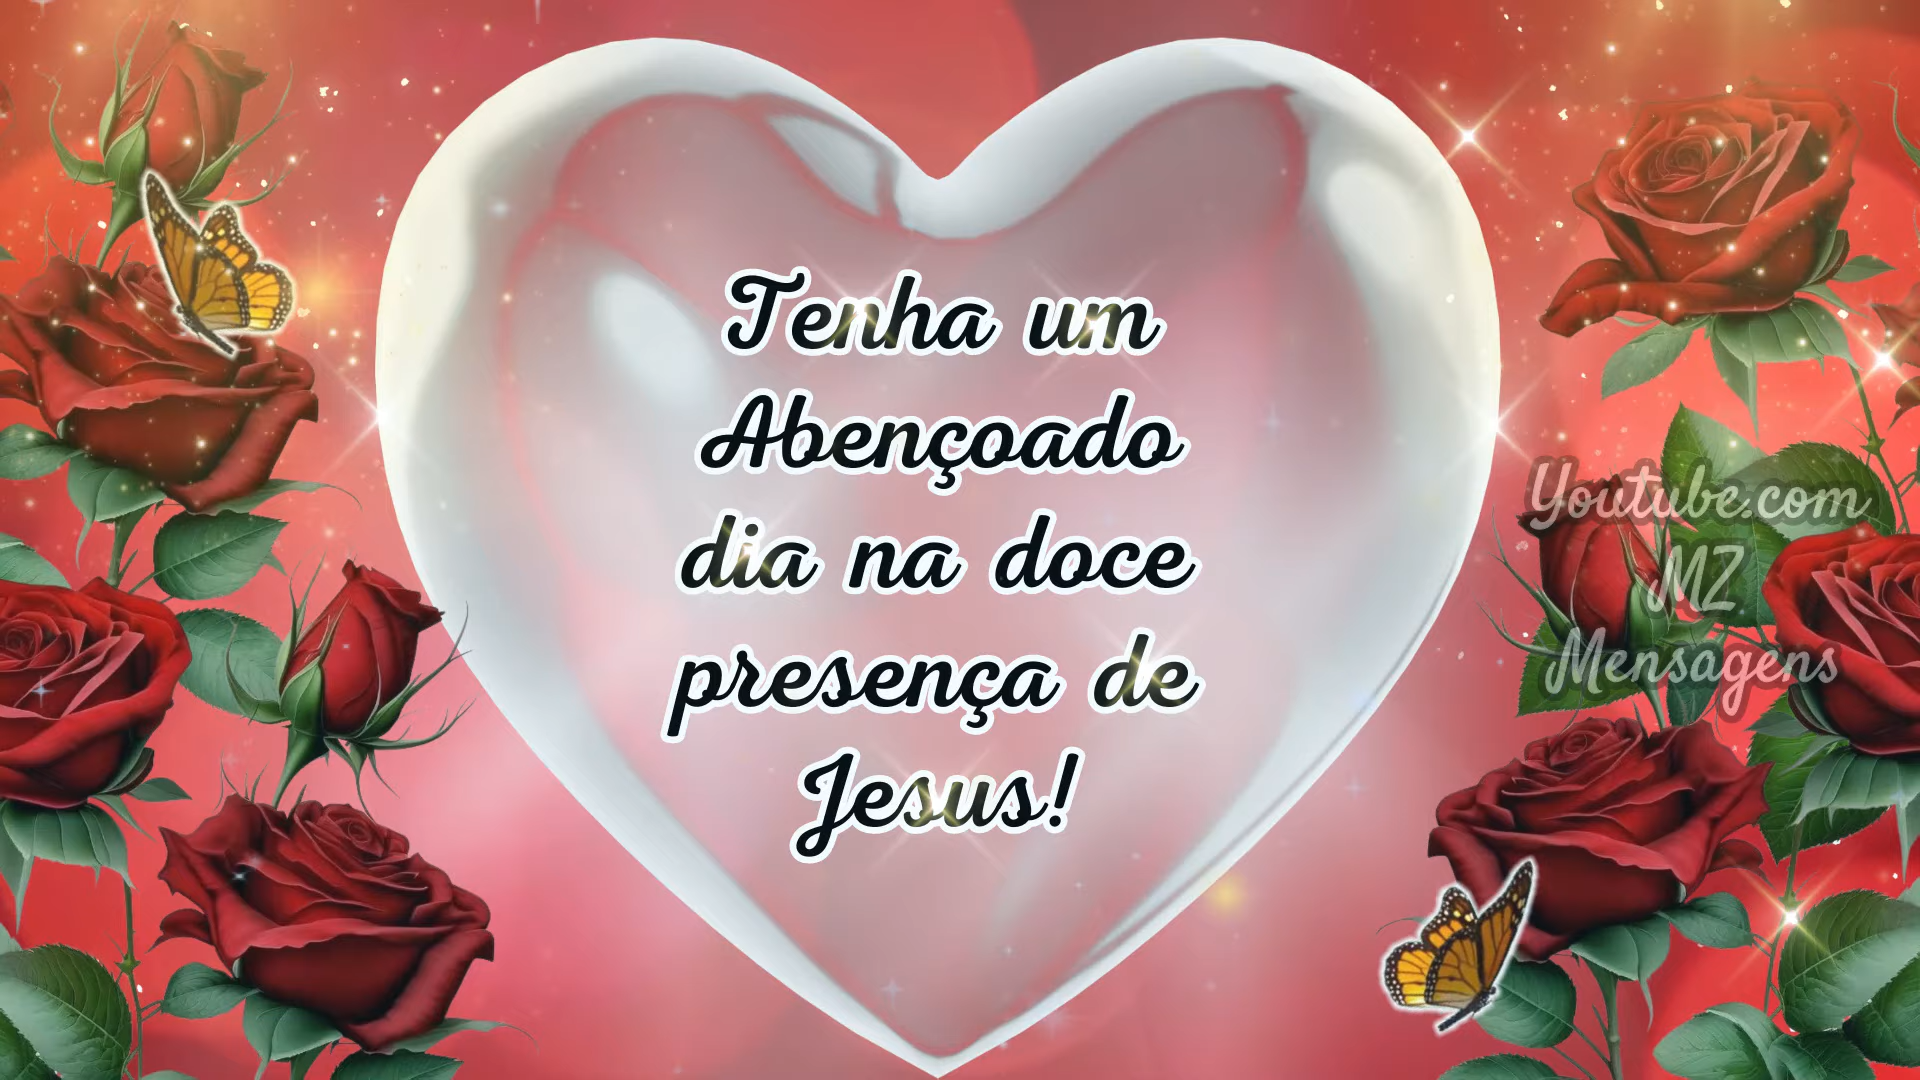 Tenha um
Abençoado
dia na doce
presença de
Jesus!
Youtube.com
MZ
Mensagens